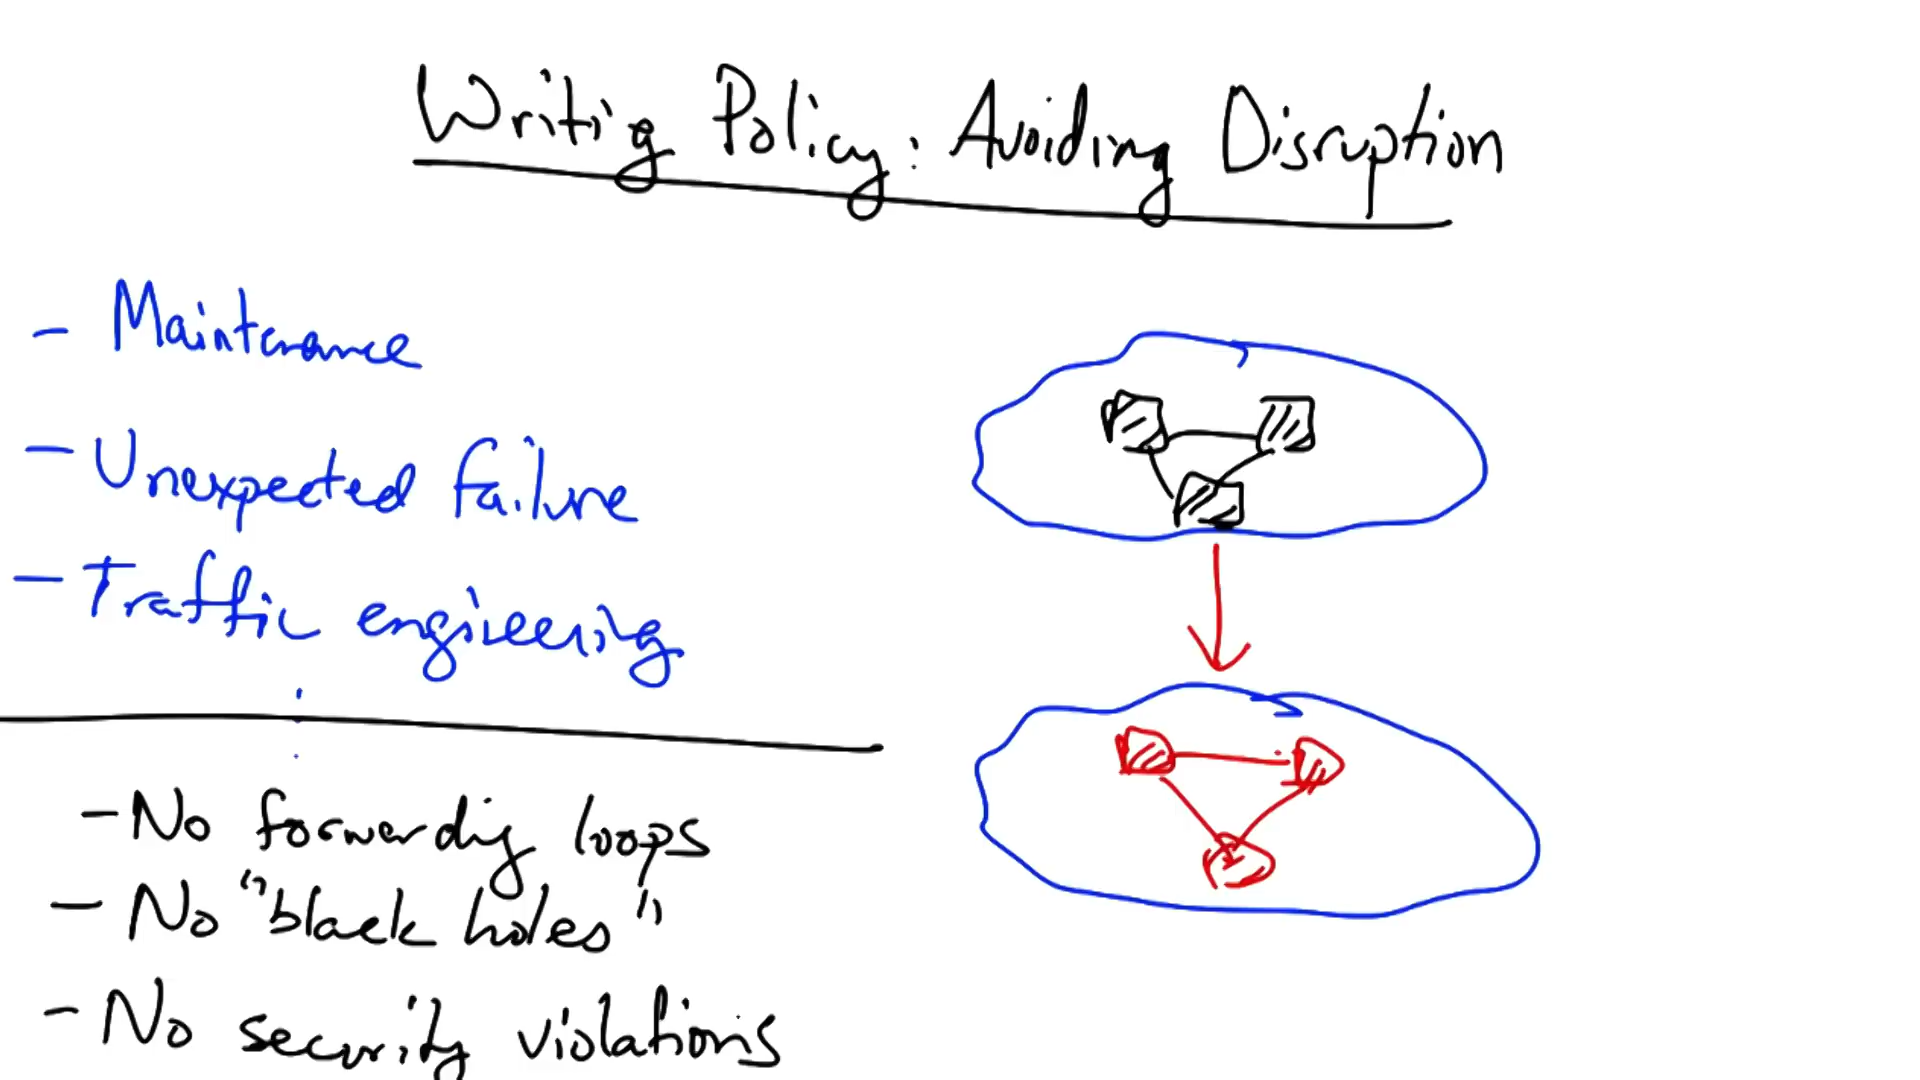 Writing Policy: Avoiding Disruption
- Maintenance
- Unexpected failure
- Traffic engineering
- No forwarding loops
- No "black holes"
- No security violations